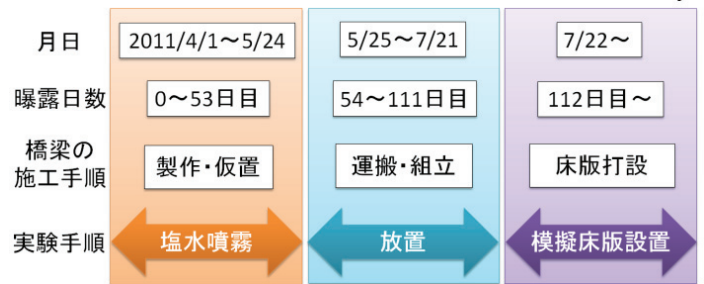 月日
2011/4/1～5/24
5/25～7/21
7/22～
曝露日数
0～53日目
54～111日目
112日目～
橋梁の
施工手順
製作・仮置
運搬・組立
床版打設
実験手順
塩水噴霧
放置
模擬床版設置